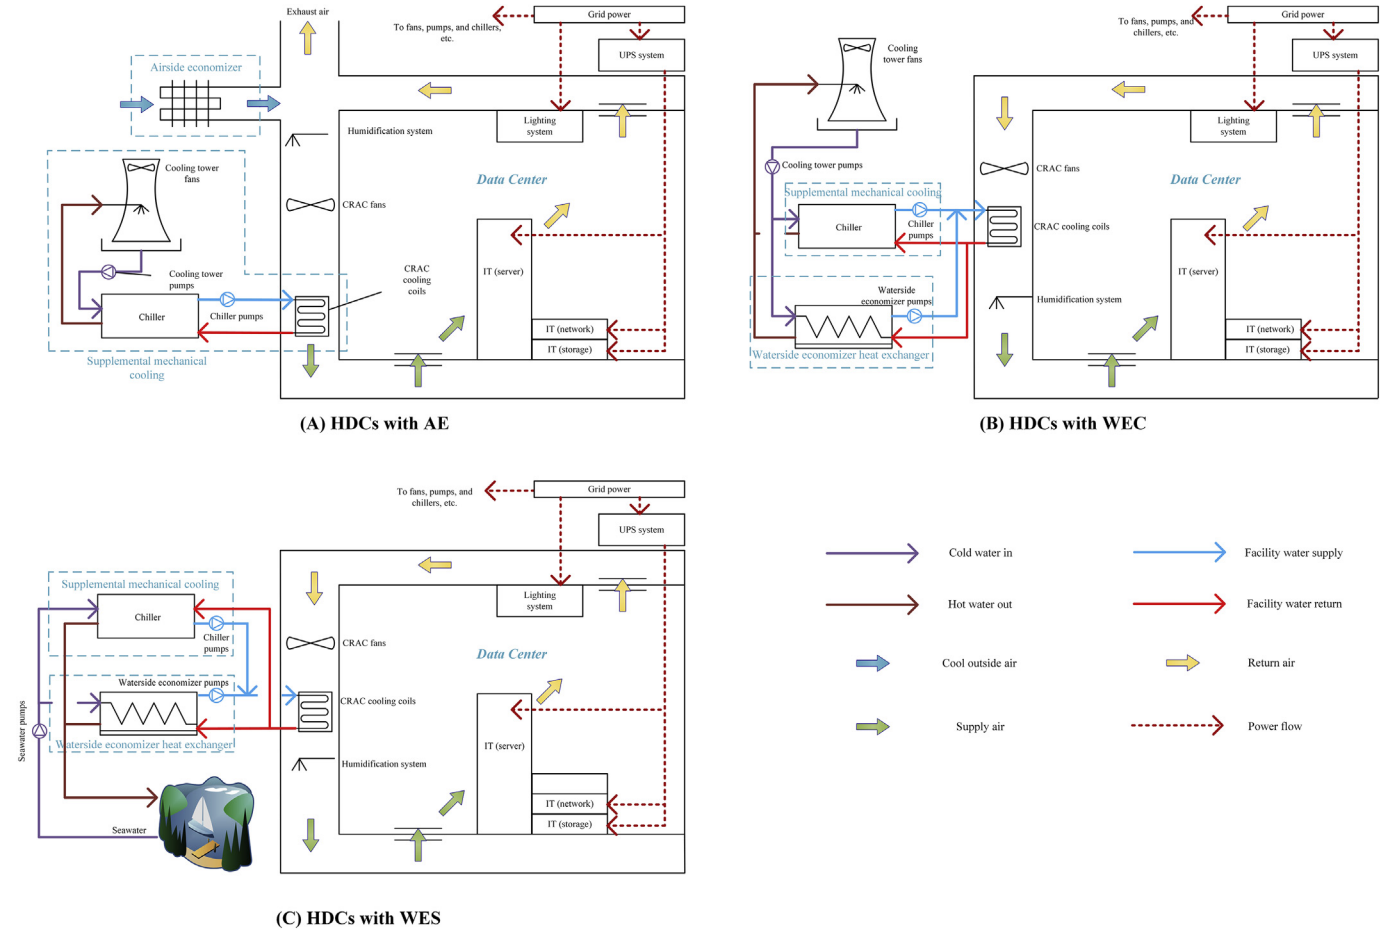 Exhaust air
To fans, pumps, and chillers,
etc.
Grid power
UPS system
Airside economizer
Humidification system
Lighting
system
Cooling tower
fans
Data Center
CRAC fans
Cooling tower
pumps
CRAC
cooling
coils
IT (server)
Chiller
Chiller pumps
IT (network)
IT (storage)
Supplemental mechanical
cooling
(A) HDCs with AE
To fans, pumps, and
chillers, etc.
Grid power
UPS system
Cooling
tower fans
Lighting
system
Cooling tower pumps
CRAC fans
Data Center
Supplemental mechanical cooling
Chiller
Chiller
pumps
CRAC cooling coils
IT (server)
Waterside
economizer pumps
Humidification system
IT (network)
IT (storage)
Waterside economizer heat exchanger
(B) HDCs with WEC
To fans, pumps, and
chillers, etc.
Grid power
UPS system
Supplemental mechanical cooling
Lighting
system
Chiller
Chiller
pumps
CRAC fans
Data Center
Waterside economizer pumps
CRAC cooling coils
Seawater pumps
Waterside economizer heat exchanger
IT (server)
Humidification system
IT (network)
IT (storage)
Seawater
(C) HDCs with WES
Cold water in
Facility water supply
Hot water out
Facility water return
Cool outside air
Return air
Supply air
Power flow